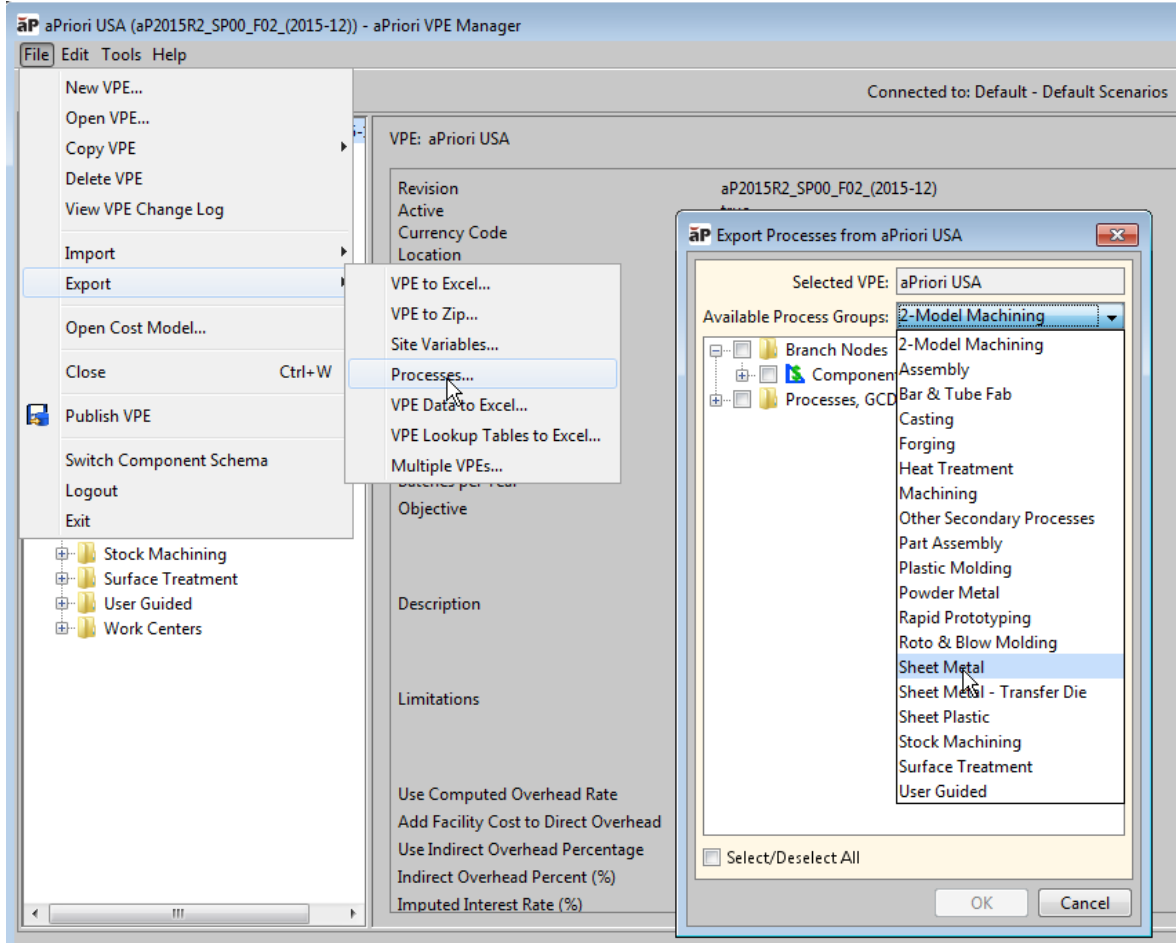 aP aPriori USA (aP2015R2_SP00_F02_(2015-12)) - aPriori VPE Manager
File Edit Tools Help
Connected to: Default - Default Scenarios
New VPE...
Open VPE...
Copy VPE
Delete VPE
View VPE Change Log
Import
Export
Open Cost Model...
Close Ctrl+W
Publish VPE
Switch Component Schema
Logout
Exit
VPE to Excel...
VPE to Zip...
Site Variables...
Processes...
VPE Data to Excel...
VPE Lookup Tables to Excel...
Multiple VPEs...
Stock Machining
Surface Treatment
User Guided
Work Centers
VPE: aPriori USA
Revision aP2015R2_SP00_F02_(2015-12)
Active true
Currency Code
Location
Batches per Year
Objective
Description
Limitations
Use Computed Overhead Rate
Add Facility Cost to Direct Overhead
Use Indirect Overhead Percentage
Indirect Overhead Percent (%)
Imputed Interest Rate (%)
aP Export Processes from aPriori USA
Selected VPE: aPriori USA
Available Process Groups: 2-Model Machining
Branch Nodes
Componen
Processes, GCD
2-Model Machining
Assembly
Bar & Tube Fab
Casting
Forging
Heat Treatment
Machining
Other Secondary Processes
Part Assembly
Plastic Molding
Powder Metal
Rapid Prototyping
Roto & Blow Molding
Sheet Metal
Sheet Metal - Transfer Die
Sheet Plastic
Stock Machining
Surface Treatment
User Guided
Select/Deselect All
OK Cancel